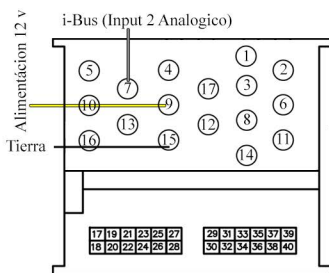 i-Bus (Input 2 Analogico)
Alimentácion 12 v
1
5 4 2
7 17 3
10 9 6
13 12 8
16 15 11
14
Tierra
17 19 21 23 25 27
18 20 22 24 26 28
29 31 33 35 37 39
30 32 34 36 38 40